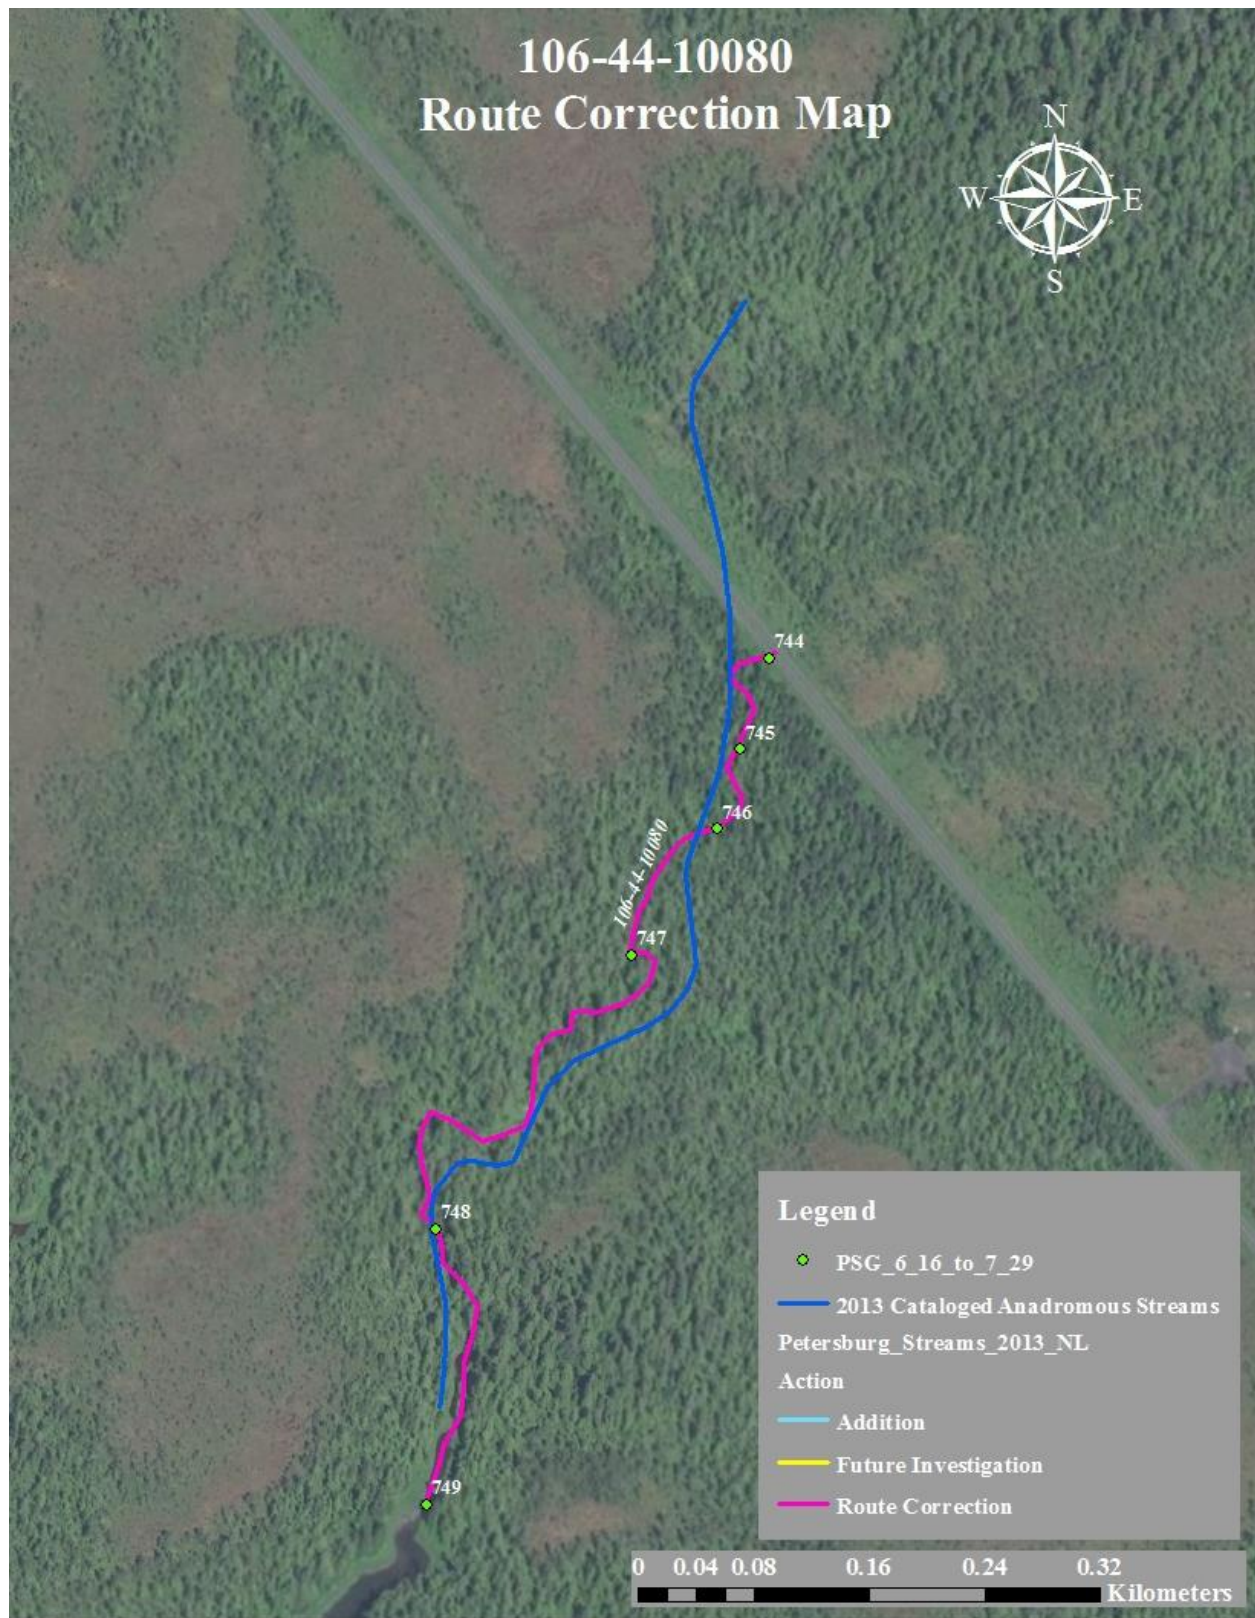 106-44-10080
Route Correction Map
N
W
E
S
744
745
746
106-44-10080
747
748
749
Legend
PSG_6_16_to_7_29
2013 Cataloged Anadromous Streams
Petersburg_Streams_2013_NL
Action
Addition
Future Investigation
Route Correction
0 0.04 0.08 0.16 0.24 0.32
Kilometers